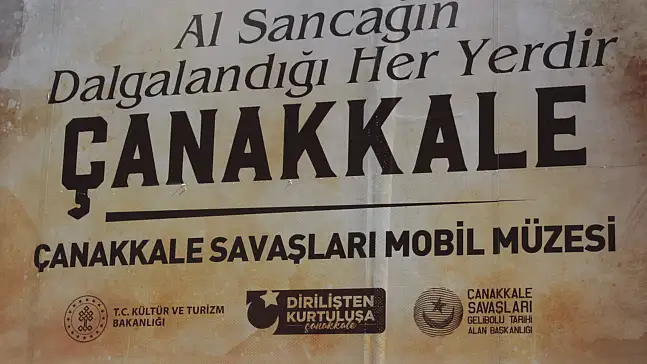 Al Sancağın
Dalgalandığı Her Yerdir
ÇANAKKALE
ÇANAKKALE SAVAŞLARI MOBİL MÜZESİ
T.C. KÜLTÜR VE TURİZM
BAKANLIĞI
DİRİLİŞTEN
KURTULUŞA
çanakkale
ÇANAKKALE
SAVAŞLARI
GELİBOLU TARİHİ
ALAN BAŞKANLIĞI